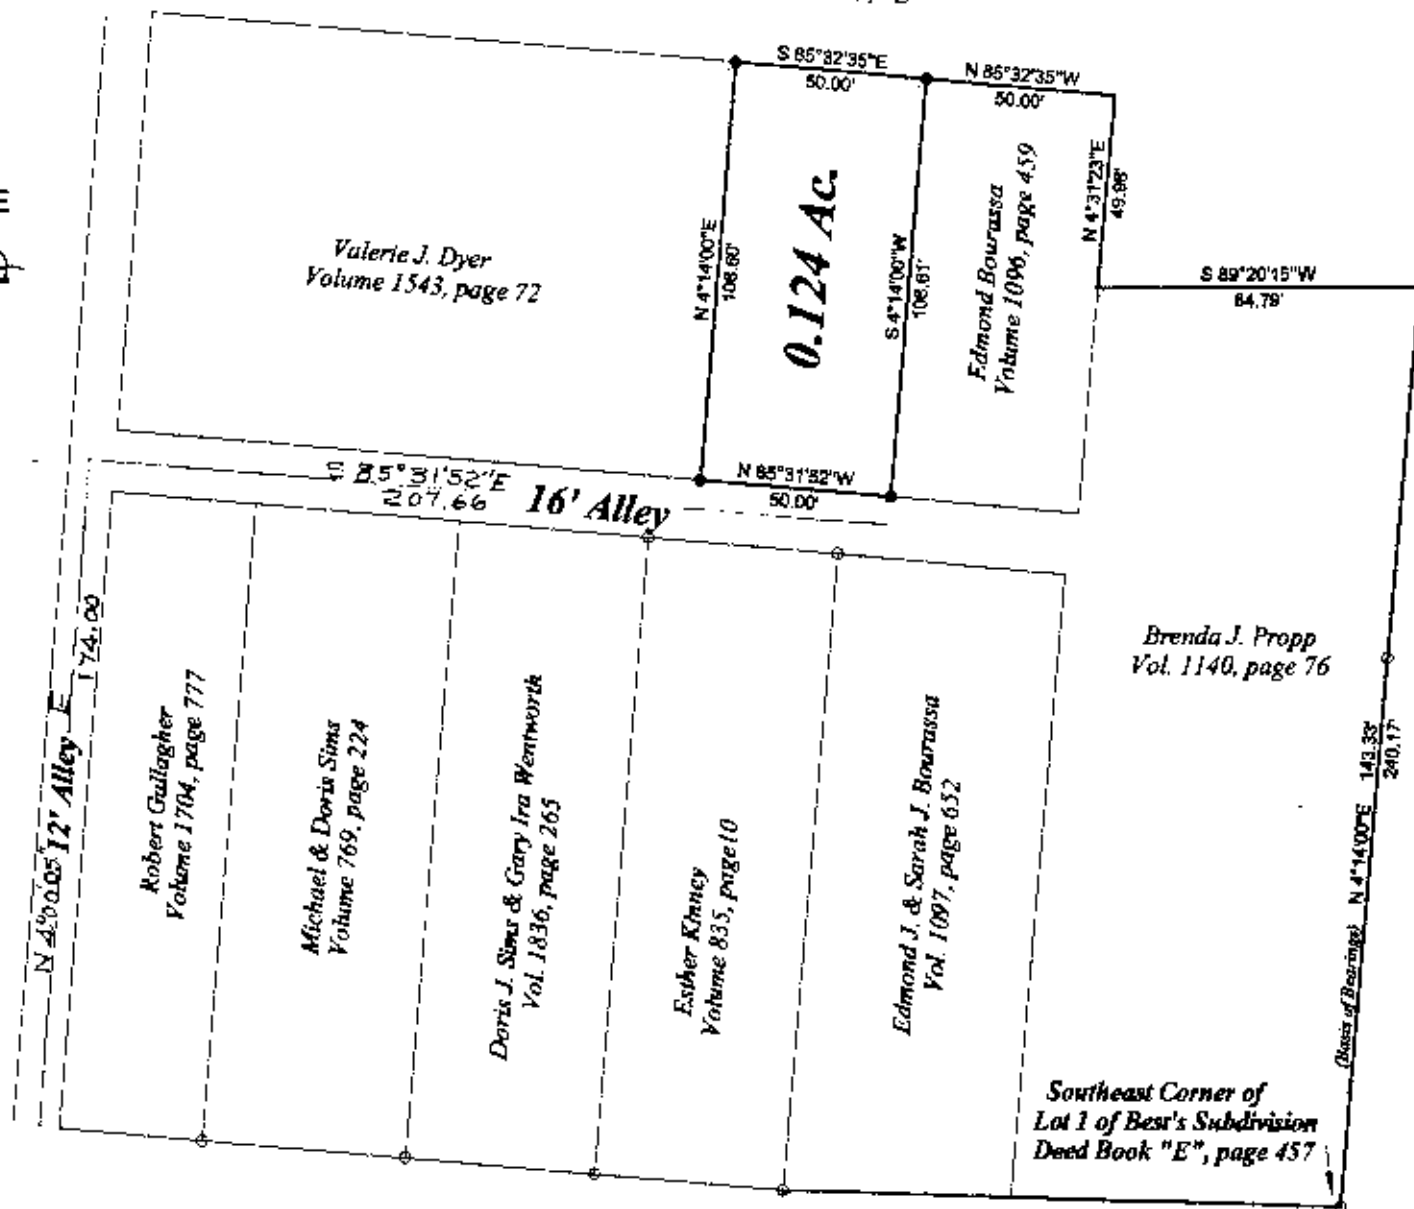 S 85°32'35"E
50.00'
N 85°32'35"W
50.00'
N 4°31'23"E
49.98'
S 89°20'15"W
64.79'
Valerie J. Dyer
Volume 1543, page 72
N 4°14'00"E
108.60'
0.124 Ac.
S 4°14'00"W
108.61'
Edmond Bourassa
Volume 1096, page 459
S 85°31'52"E
207.66
16' Alley
N 85°31'52"W
50.00'
N 4°00'05" E
174.00
12' Alley
Robert Gullagher
Volume 1704, page 777
Michael & Doris Sims
Volume 769, page 224
Doris J. Sims & Gary Ira Wentworth
Vol. 1836, page 265
Esther Kinney
Volume 835, page 10
Edmond J. & Sarah J. Bourassa
Vol. 1097, page 652
Brenda J. Propp
Vol. 1140, page 76
143.33'
240.17'
(Basis of Bearings) N 4°14'00"E
Southeast Corner of
Lot 1 of Best's Subdivision
Deed Book "E", page 457